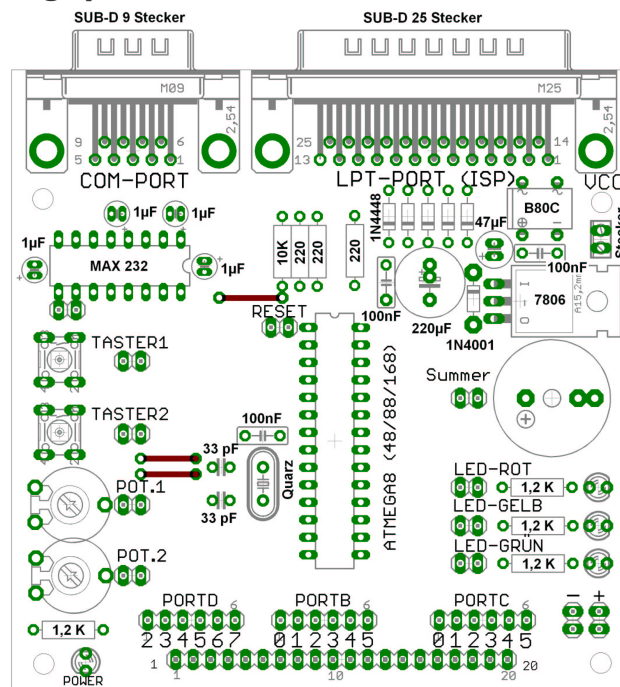 SUB-D 9 Stecker
SUB-D 25 Stecker
M09
M25
2,54
2,54
9
6
5
1
25
14
13
1
COM-PORT
LPT-PORT (ISP)
VCC
1µF
1µF
1µF
1µF
MAX 232
10K
220
220
220
1N4448
47µF
B80C
Stecker
100nF
100nF
220µF
1N4001
7806
A15,2mm
RESET
TASTER1
TASTER2
Summer
100nF
33 pF
33 pF
Quarz
ATMEGA8 (48/88/168)
POT.1
POT.2
LED-ROT
1,2 K
LED-GELB
1,2 K
LED-GRÜN
1,2 K
- +
1,2 K
POWER
PORTD
6
2 3 4 5 6 7
PORTB
6
0 1 2 3 4 5
PORTC
6
0 1 2 3 4 5
1
1
10
20
20